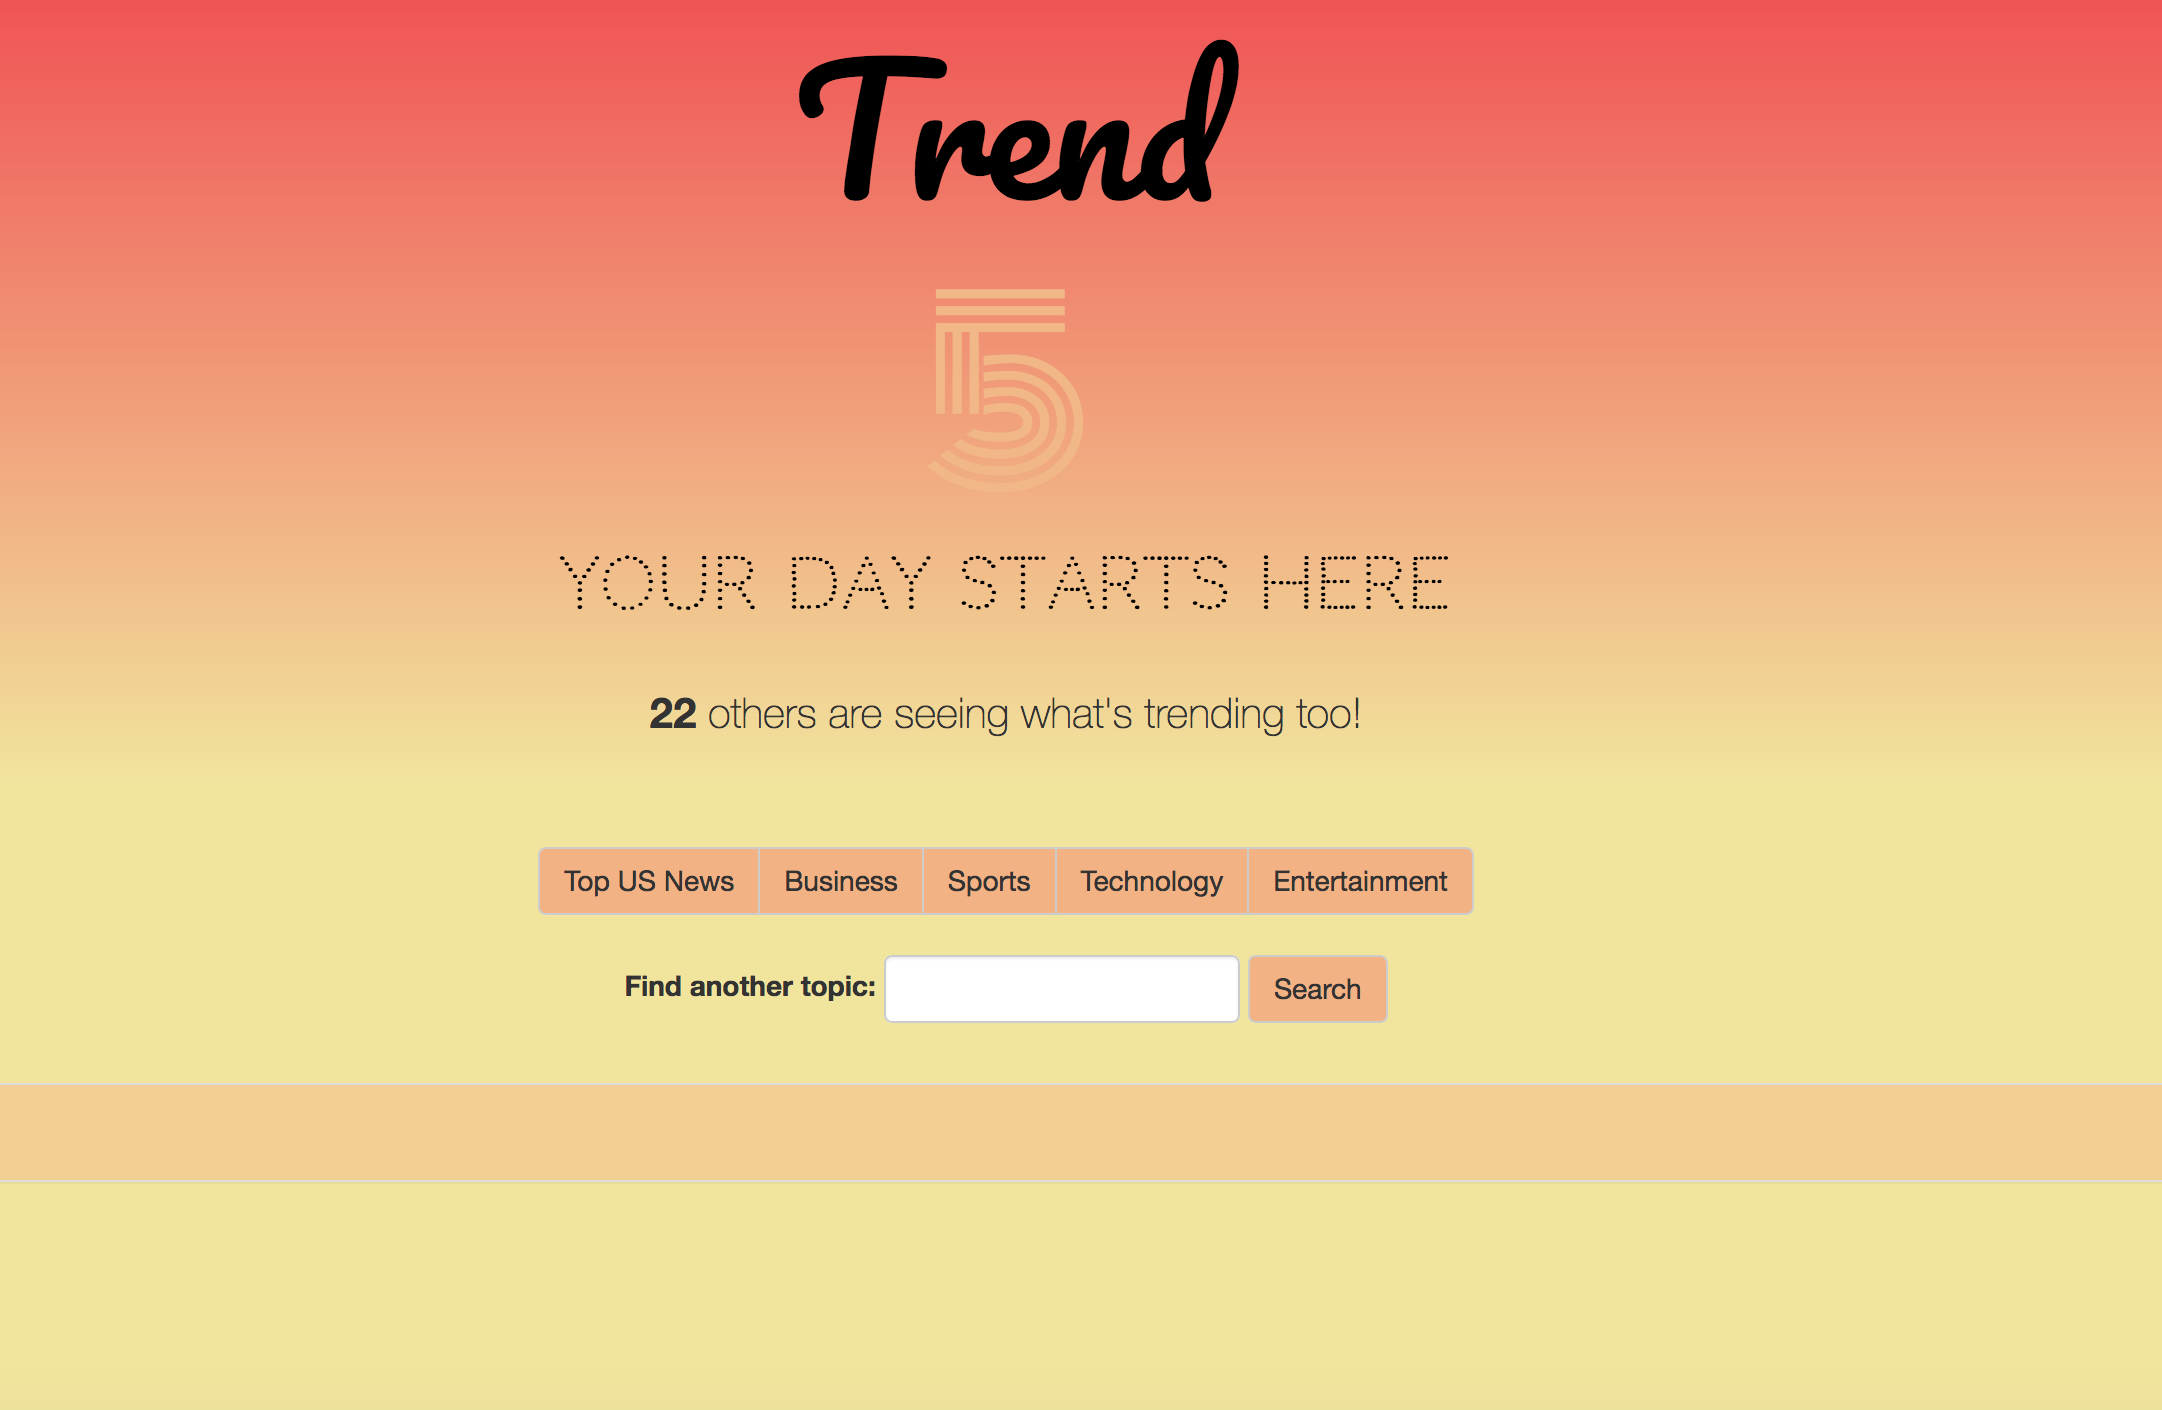 Trend
5
YOUR DAY STARTS HERE
22 others are seeing what's trending too!
Top US News Business Sports Technology Entertainment
Find another topic: Search